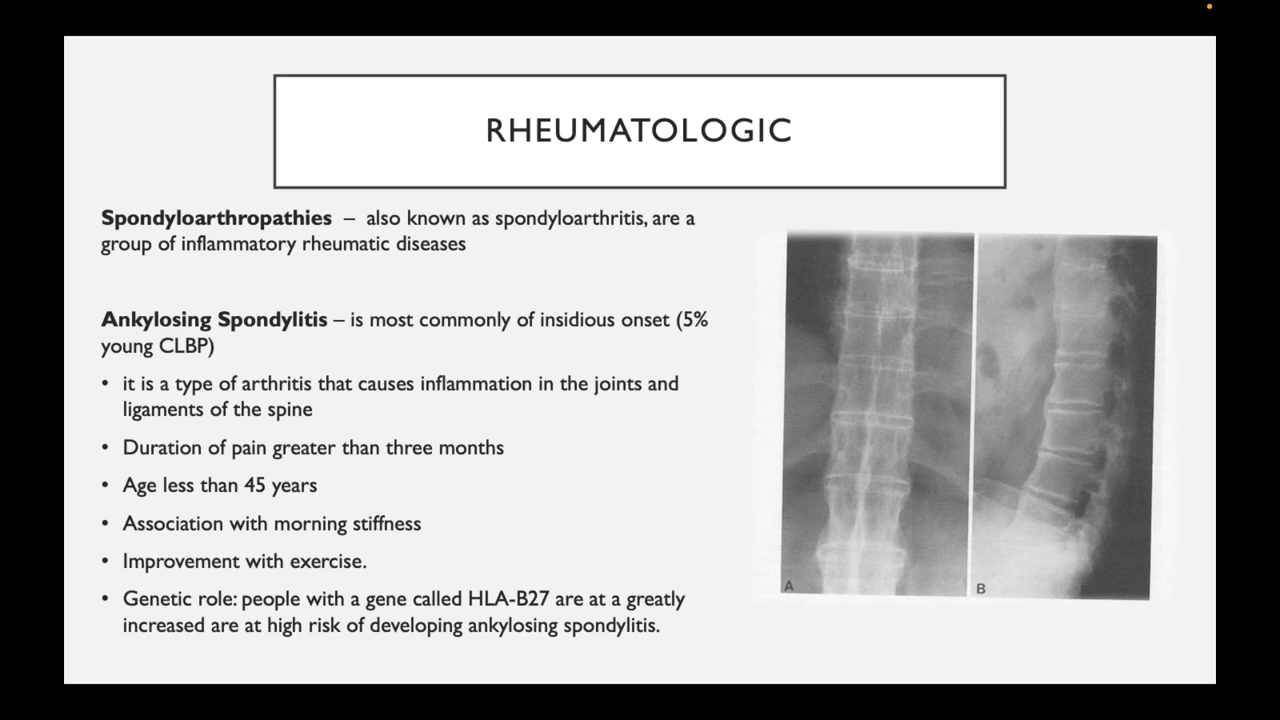 RHEUMATOLOGIC
Spondyloarthropathies – also known as spondyloarthritis, are a
group of inflammatory rheumatic diseases
Ankylosing Spondylitis – is most commonly of insidious onset (5%
young CLBP)
• it is a type of arthritis that causes inflammation in the joints and
ligaments of the spine
• Duration of pain greater than three months
• Age less than 45 years
• Association with morning stiffness
• Improvement with exercise.
• Genetic role: people with a gene called HLA-B27 are at a greatly
increased are at high risk of developing ankylosing spondylitis.
A B